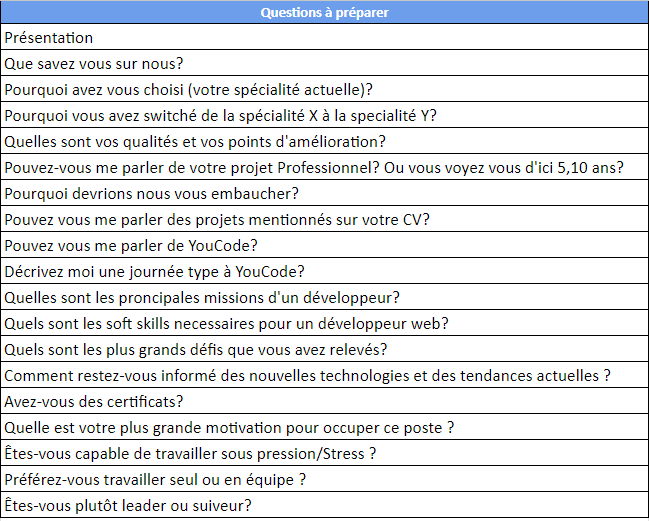 Questions à préparer
Présentation
Que savez vous sur nous?
Pourquoi avez vous choisi (votre spécialité actuelle)?
Pourquoi vous avez switché de la spécialité X à la specialité Y?
Quelles sont vos qualités et vos points d'amélioration?
Pouvez-vous me parler de votre projet Professionnel? Ou vous voyez vous d'ici 5,10 ans?
Pourquoi devrions nous vous embaucher?
Pouvez vous me parler des projets mentionnés sur votre CV?
Pouvez vous me parler de YouCode?
Décrivez moi une journée type à YouCode?
Quelles sont les proncipales missions d'un développeur?
Quels sont les soft skills necessaires pour un développeur web?
Quels sont les plus grands défis que vous avez relevés?
Comment restez-vous informé des nouvelles technologies et des tendances actuelles ?
Avez-vous des certificats?
Quelle est votre plus grande motivation pour occuper ce poste ?
Êtes-vous capable de travailler sous pression/Stress ?
Préférez-vous travailler seul ou en équipe ?
Êtes-vous plutôt leader ou suiveur?